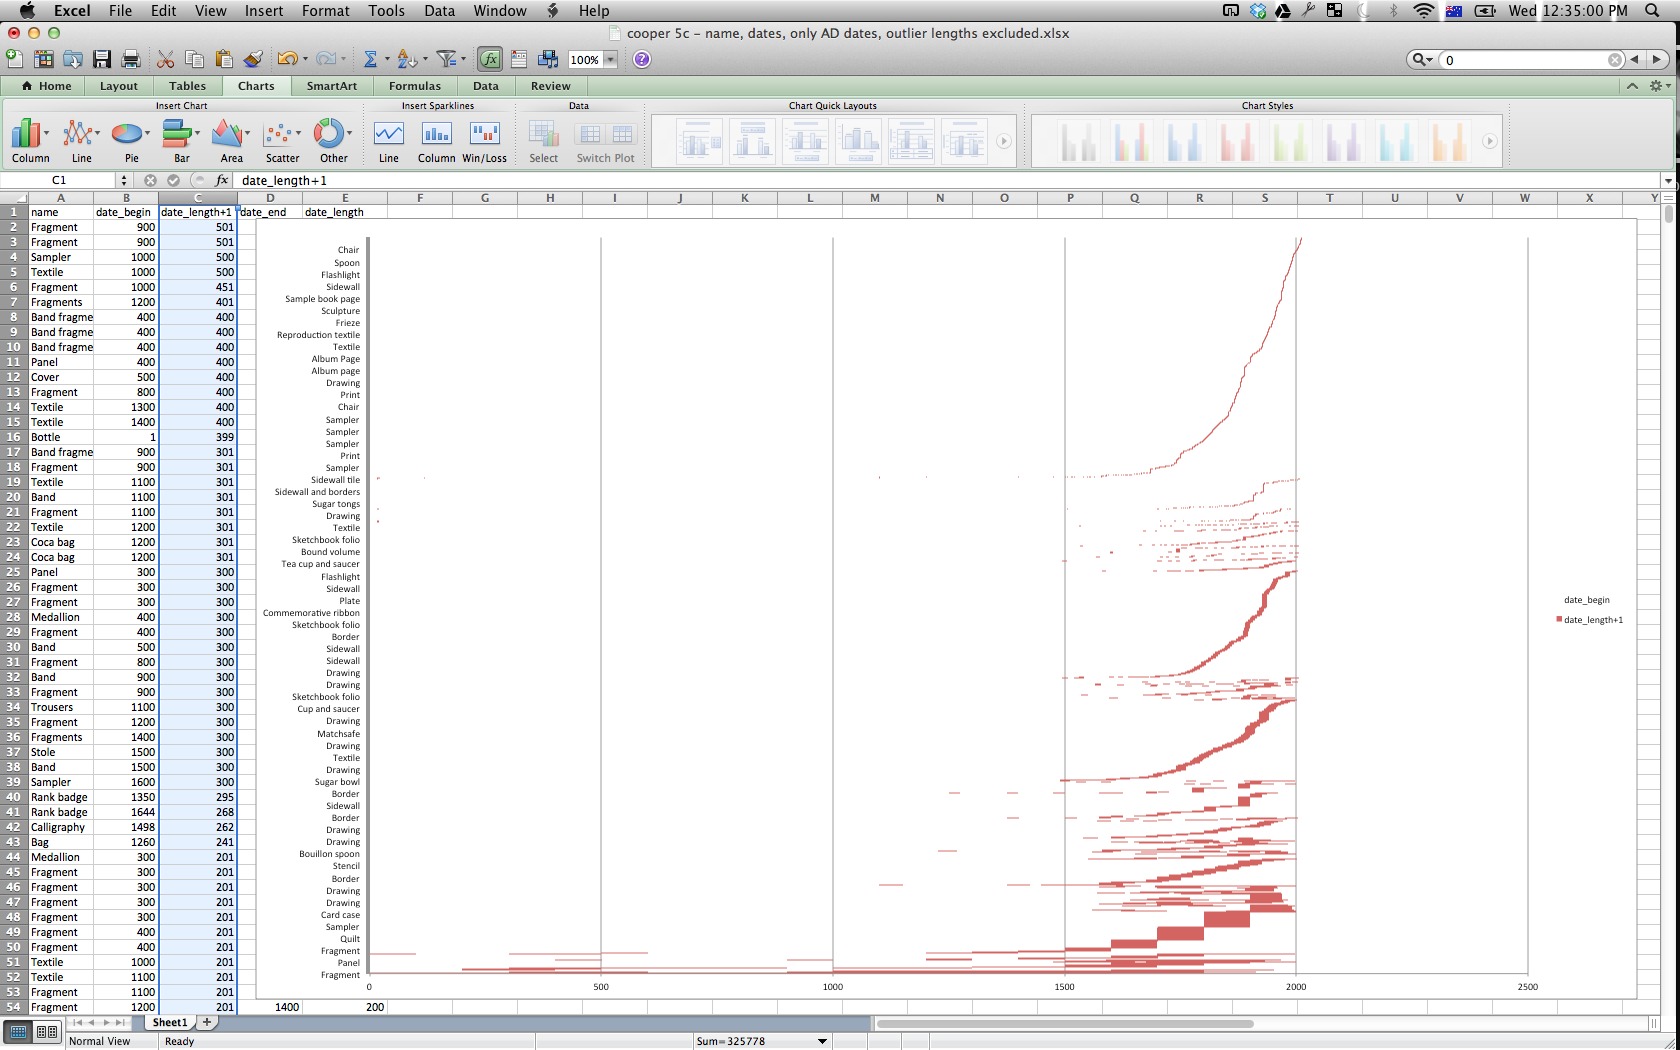 Excel File Edit View Insert Format Tools Data Window Help Wed 12:35:00 PM
cooper 5c - name, dates, only AD dates, outlier lengths excluded.xlsx
100% 0
Home Layout Tables Charts SmartArt Formulas Data Review
Insert Chart Insert Sparklines Data Chart Quick Layouts Chart Styles
Column Line Pie Bar Area Scatter Other Line Column Win/Loss Select Switch Plot
C1 fx date_length+1
A B C D E F G H I J K L M N O P Q R S T U V W X Y
1 name date_begin date_length+1 date_end date_length
2 Fragment 900 501
3 Fragment 900 501
4 Sampler 1000 500
5 Textile 1000 500
6 Fragment 1000 451
7 Fragments 1200 401
8 Band fragme 400 400
9 Band fragme 400 400
10 Band fragme 400 400
11 Panel 400 400
12 Cover 500 400
13 Fragment 800 400
14 Textile 1300 400
15 Textile 1400 400
16 Bottle 1 399
17 Band fragme 900 301
18 Fragment 900 301
19 Textile 1100 301
20 Band 1100 301
21 Fragment 1100 301
22 Textile 1200 301
23 Coca bag 1200 301
24 Coca bag 1200 301
25 Panel 300 300
26 Fragment 300 300
27 Fragment 300 300
28 Medallion 400 300
29 Fragment 400 300
30 Band 500 300
31 Fragment 800 300
32 Band 900 300
33 Fragment 900 300
34 Trousers 1100 300
35 Fragment 1200 300
36 Fragments 1400 300
37 Stole 1500 300
38 Band 1500 300
39 Sampler 1600 300
40 Rank badge 1350 295
41 Rank badge 1644 268
42 Calligraphy 1498 262
43 Bag 1260 241
44 Medallion 300 201
45 Fragment 300 201
46 Fragment 300 201
47 Fragment 300 201
48 Fragment 300 201
49 Fragment 400 201
50 Fragment 400 201
51 Textile 1000 201
52 Textile 1100 201
53 Fragment 1100 201
54 Fragment 1200 201 1400 200
Chair
Spoon
Flashlight
Sidewall
Sample book page
Sculpture
Frieze
Reproduction textile
Textile
Album Page
Album page
Drawing
Print
Chair
Sampler
Sampler
Sampler
Print
Sampler
Sidewall tile
Sidewall and borders
Sugar tongs
Drawing
Textile
Sketchbook folio
Bound volume
Tea cup and saucer
Flashlight
Sidewall
Plate
Commemorative ribbon
Sketchbook folio
Border
Sidewall
Sidewall
Drawing
Drawing
Sketchbook folio
Cup and saucer
Drawing
Matchsafe
Drawing
Textile
Drawing
Sugar bowl
Border
Sidewall
Border
Drawing
Drawing
Bouillon spoon
Stencil
Border
Drawing
Drawing
Card case
Sampler
Quilt
Fragment
Panel
Fragment
0 500 1000 1500 2000 2500
date_begin
date_length+1
Sheet1
Normal View Ready Sum=325778